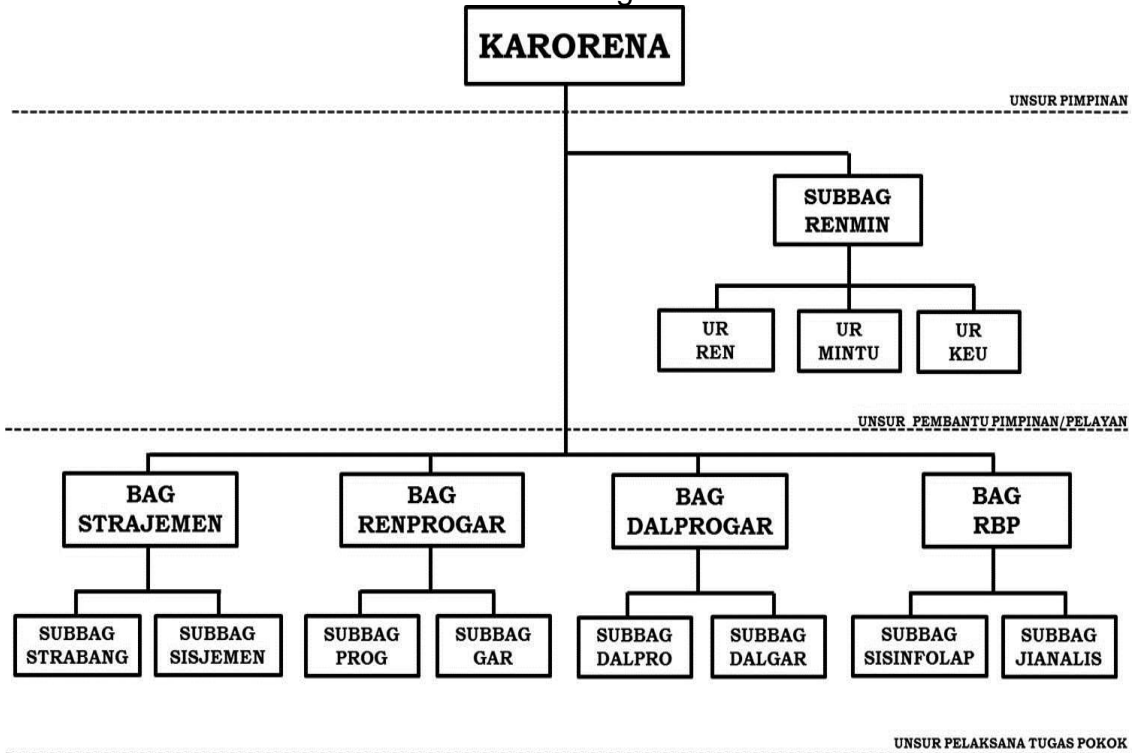 KARORENA
UNSUR PIMPINAN
SUBBAG
RENMIN
UR
REN
UR
MINTU
UR
KEU
UNSUR PEMBANTU PIMPINAN/PELAYAN
BAG
STRAJEMEN
BAG
RENPROGAR
BAG
DALPROGAR
BAG
RBP
SUBBAG
STRABANG
SUBBAG
SISJEMEN
SUBBAG
PROG
SUBBAG
GAR
SUBBAG
DALPRO
SUBBAG
DALGAR
SUBBAG
SISINFOLAP
SUBBAG
JIANALIS
UNSUR PELAKSANA TUGAS POKOK